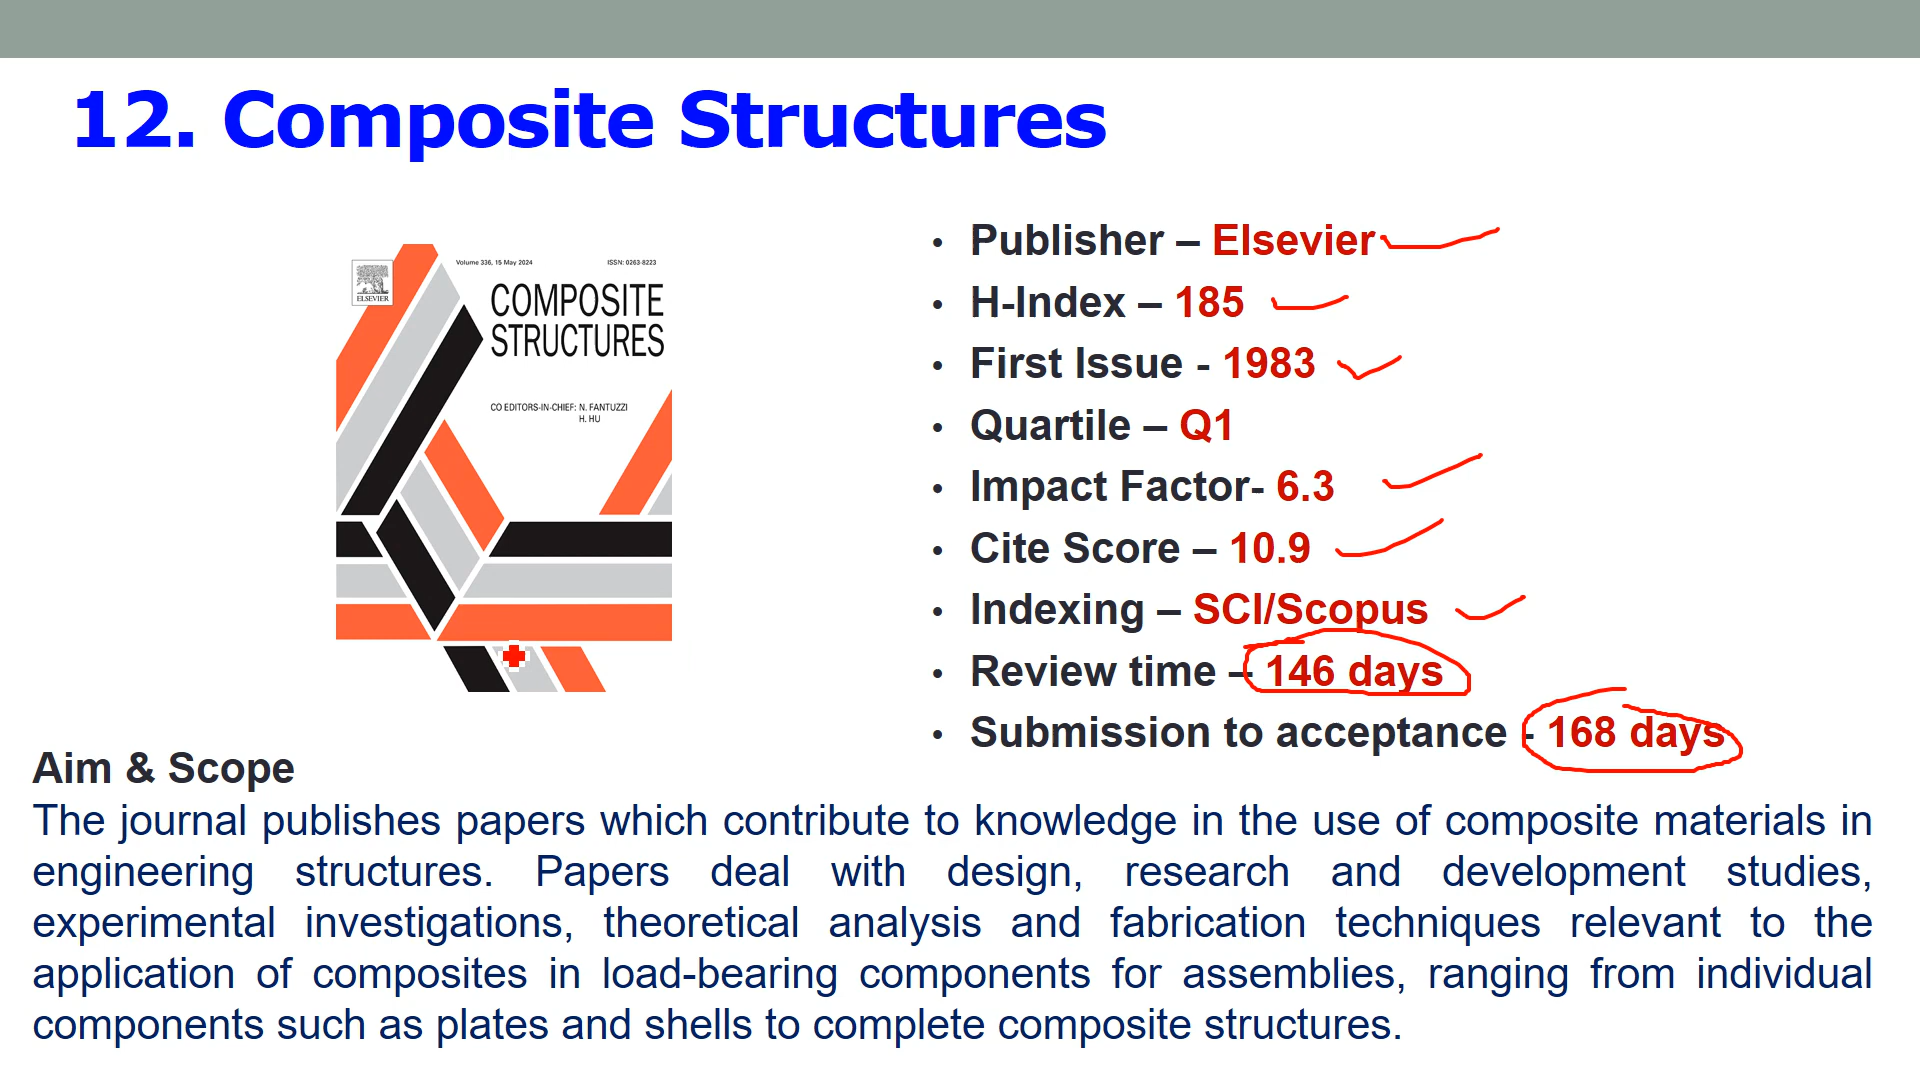 12. Composite Structures
ELSEVIER
Volume 336, 15 May 2024 ISSN: 0263-8223
COMPOSITE
STRUCTURES
CO EDITORS-IN-CHIEF: N. FANTUZZI
H. HU
• Publisher – Elsevier
• H-Index – 185
• First Issue - 1983
• Quartile – Q1
• Impact Factor- 6.3
• Cite Score – 10.9
• Indexing – SCI/Scopus
• Review time – 146 days
• Submission to acceptance - 168 days
Aim & Scope
The journal publishes papers which contribute to knowledge in the use of composite materials in
engineering structures. Papers deal with design, research and development studies,
experimental investigations, theoretical analysis and fabrication techniques relevant to the
application of composites in load-bearing components for assemblies, ranging from individual
components such as plates and shells to complete composite structures.